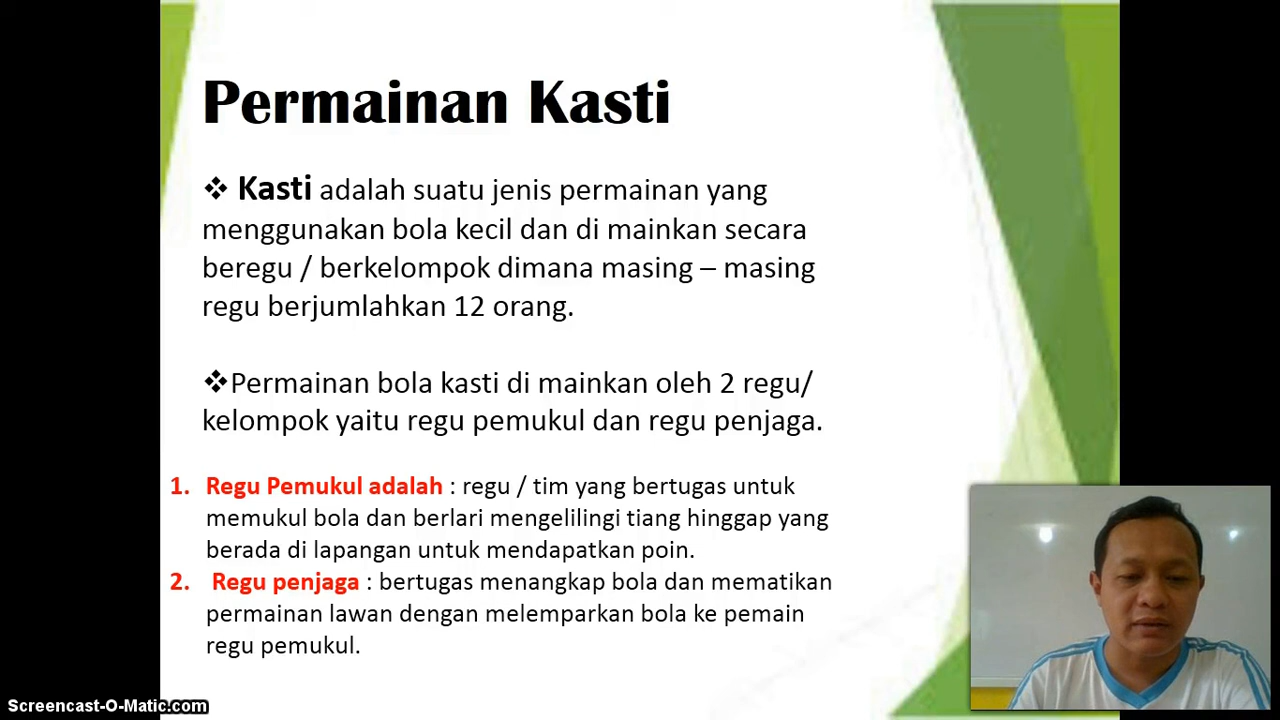 Permainan Kasti
❖ Kasti adalah suatu jenis permainan yang
menggunakan bola kecil dan di mainkan secara
beregu / berkelompok dimana masing – masing
regu berjumlahkan 12 orang.
❖Permainan bola kasti di mainkan oleh 2 regu/
kelompok yaitu regu pemukul dan regu penjaga.
1. Regu Pemukul adalah : regu / tim yang bertugas untuk
memukul bola dan berlari mengelilingi tiang hinggap yang
berada di lapangan untuk mendapatkan poin.
2. Regu penjaga : bertugas menangkap bola dan mematikan
permainan lawan dengan melemparkan bola ke pemain
regu pemukul.
Screencast-O-Matic.com